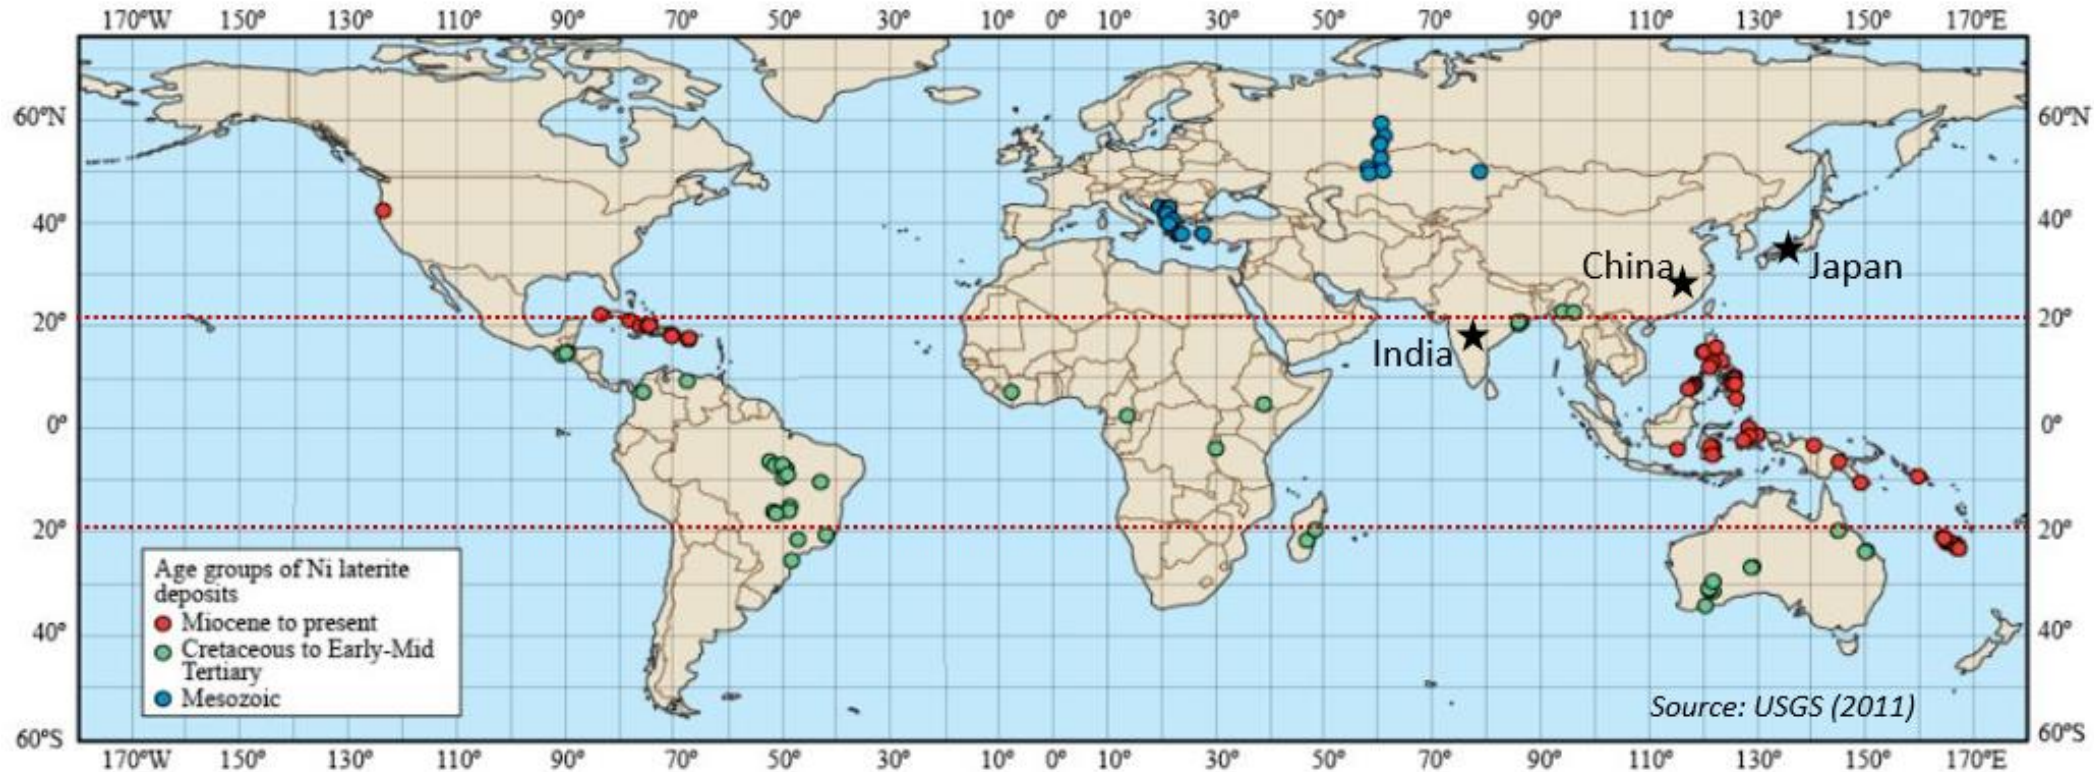 170°W 150° 130° 110° 90° 70° 50° 30° 10° 0° 10° 30° 50° 70° 90° 110° 130° 150° 170°E
60°N 60°N
40° 40°
China Japan
20° 20°
India
0° 0°
20° 20°
Age groups of Ni laterite
deposits
Miocene to present
Cretaceous to Early-Mid
Tertiary
Mesozoic
40° 40°
Source: USGS (2011)
60°S 60°S
170°W 150° 130° 110° 90° 70° 50° 30° 10° 0° 10° 30° 50° 70° 90° 110° 130° 150° 170°E